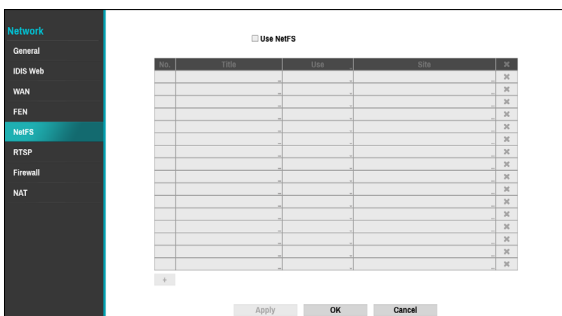 Network
General
IDIS Web
WAN
FEN
NetFS
RTSP
Firewall
NAT
Use NetFS
No. Title Use Site
+
Apply OK Cancel